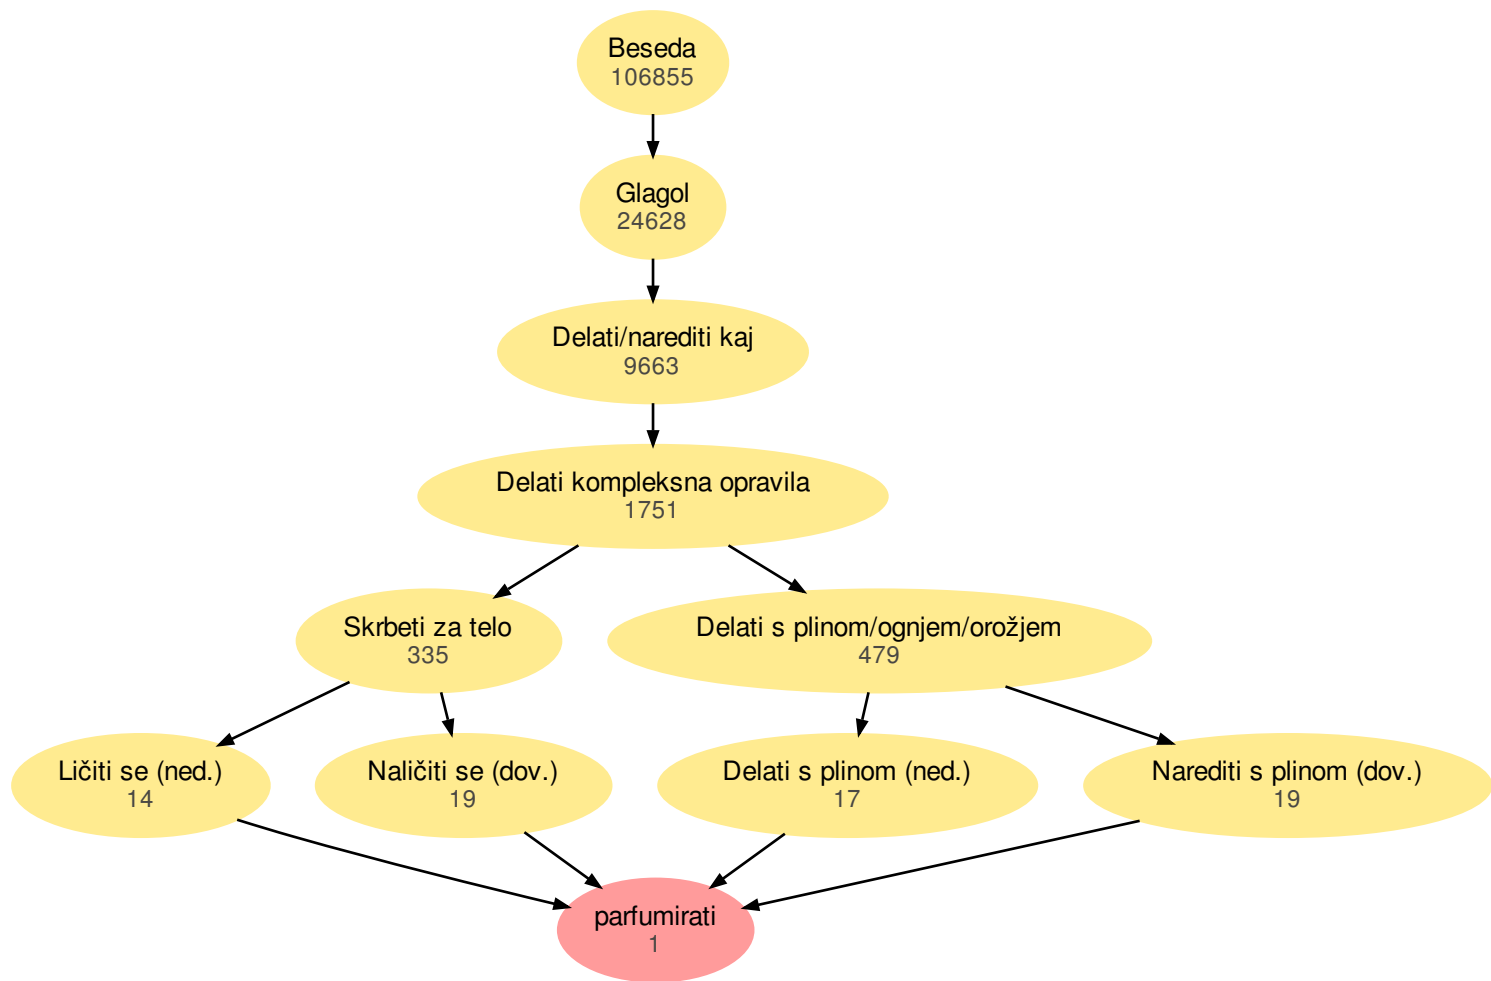 Beseda
106855
Glagol
24628
Delati/narediti kaj
9663
Delati kompleksna opravila
1751
Skrbeti za telo
335
Delati s plinom/ognjem/orožjem
479
Ličiti se (ned.)
14
Naličiti se (dov.)
19
Delati s plinom (ned.)
17
Narediti s plinom (dov.)
19
parfumirati
1